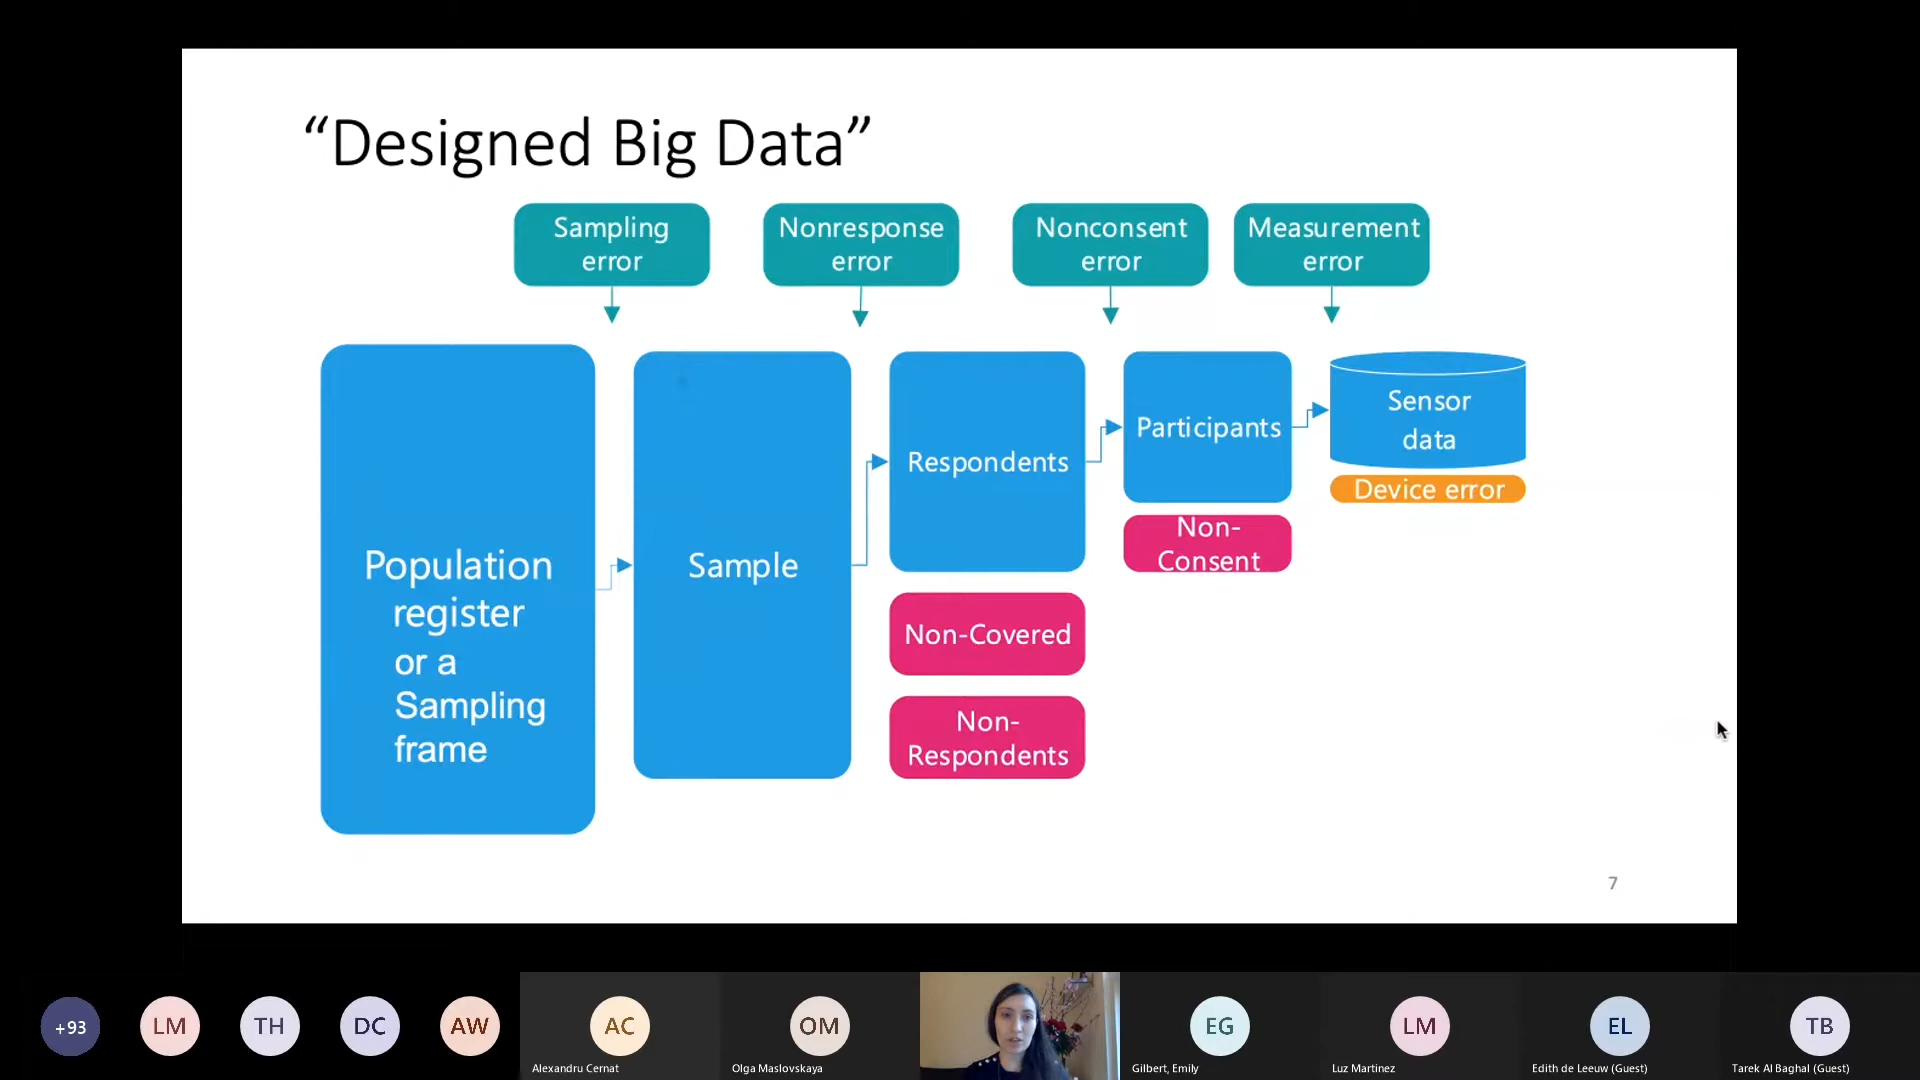 “Designed Big Data”
Sampling
error
Nonresponse
error
Nonconsent
error
Measurement
error
Population
register
or a
Sampling
frame
Sample
Respondents
Non-Covered
Non-
Respondents
Participants
Non-
Consent
Sensor
data
Device error
7
+93
LM
TH
DC
AW
AC
Alexandru Cernat
OM
Olga Maslovskaya
EG
Gilbert, Emily
LM
Luz Martinez
EL
Edith de Leeuw (Guest)
TB
Tarek Al Baghal (Guest)